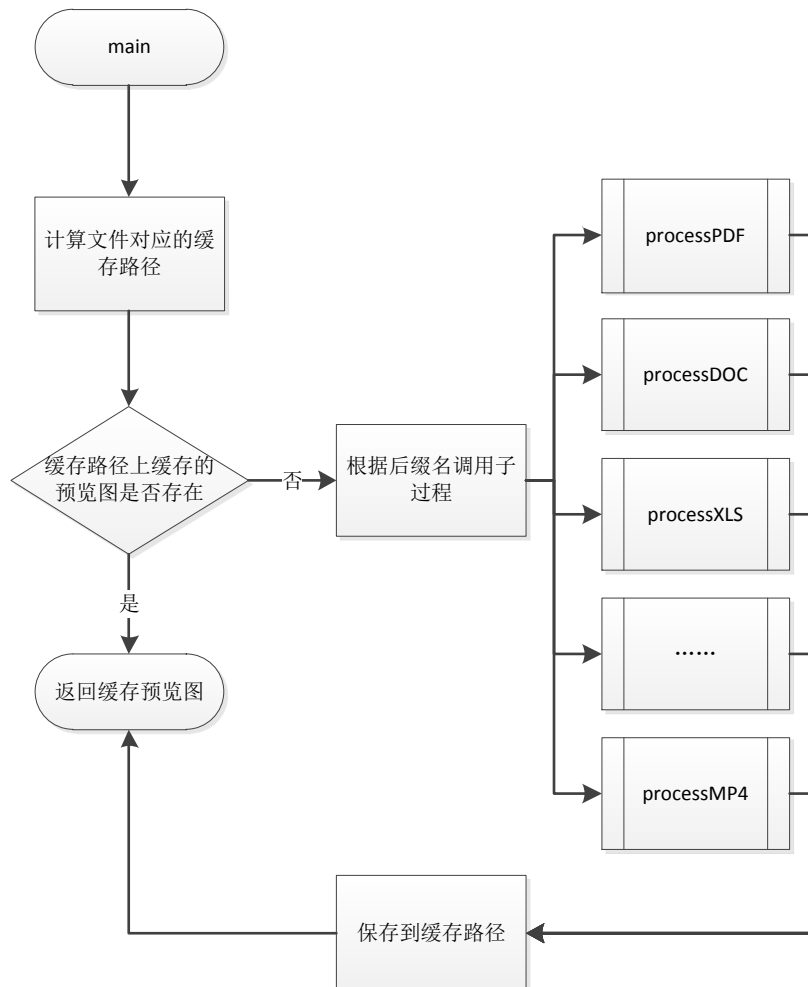 main
计算文件对应的缓
存路径
缓存路径上缓存的
预览图是否存在
否
根据后缀名调用子
过程
processPDF
processDOC
processXLS
……
processMP4
是
返回缓存预览图
保存到缓存路径